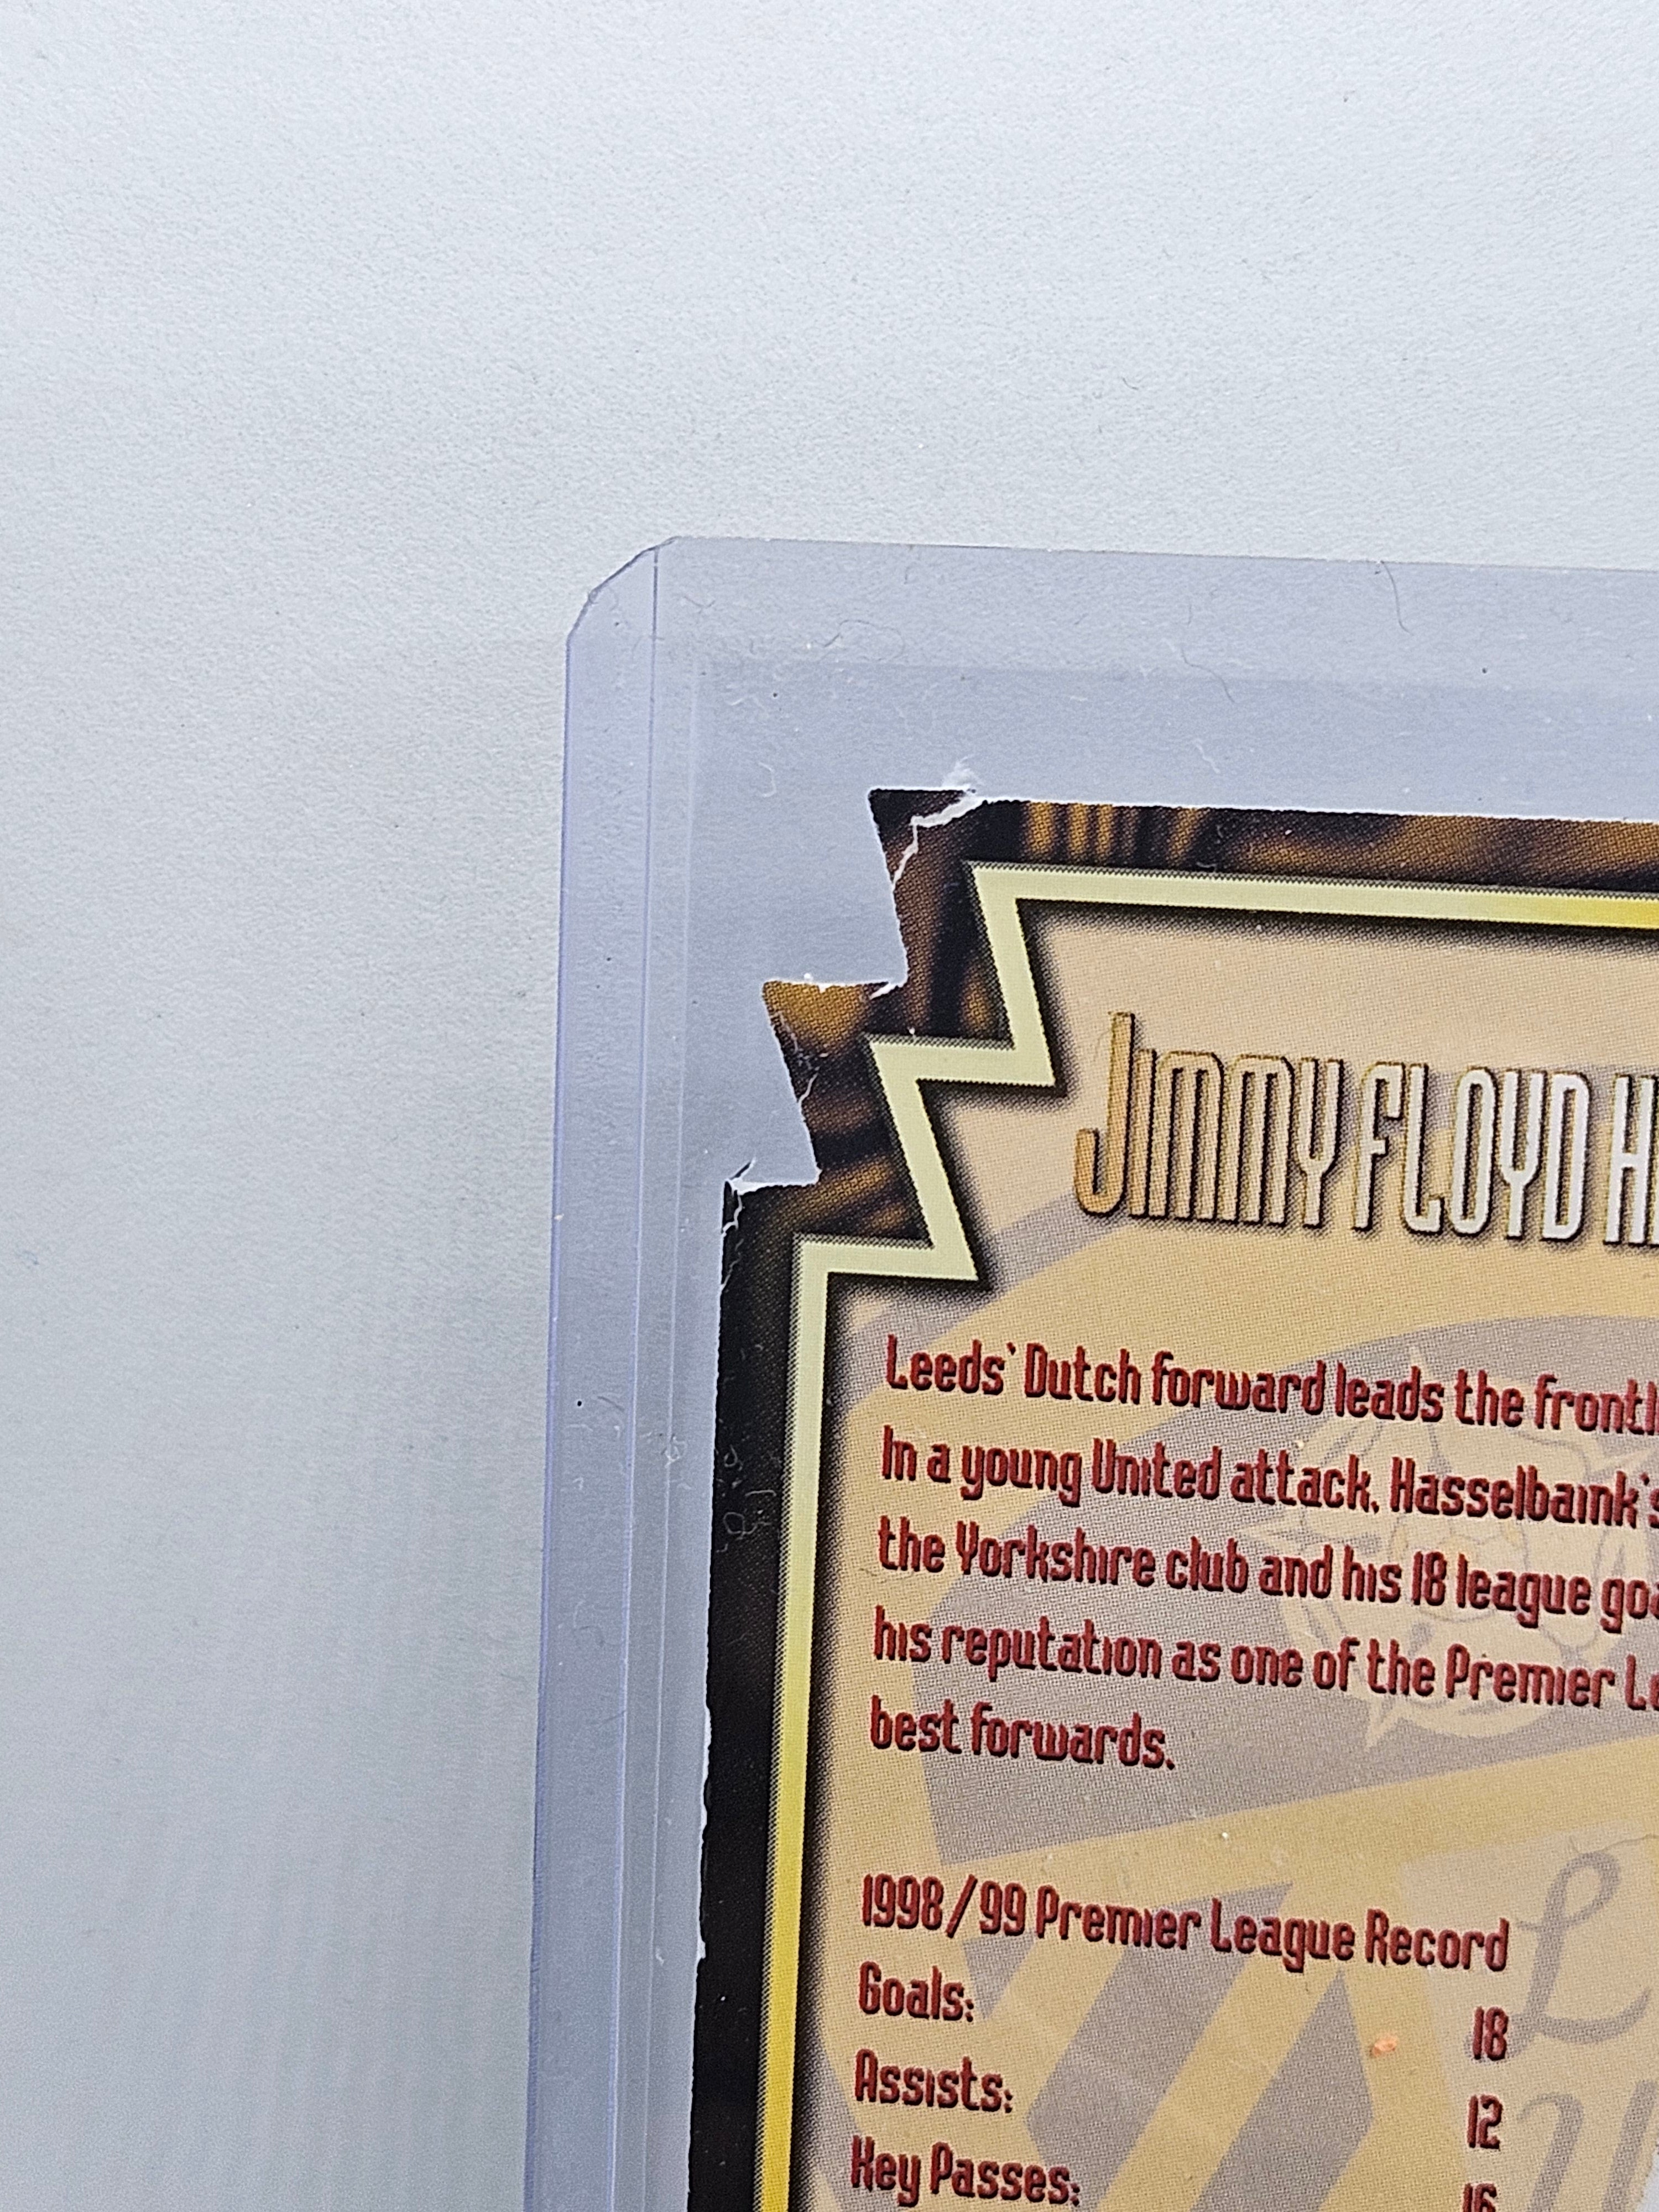 JIMMY FLOYD
Leeds' Dutch forward leads the
In a young United attack, Hasselbaink's
the Yorkshire club and his 18 league
his reputation as one of the Premier
best forwards.
1998/99 Premier League Record
Goals: 18
Assists: 12
Key Passes: 16
L
U